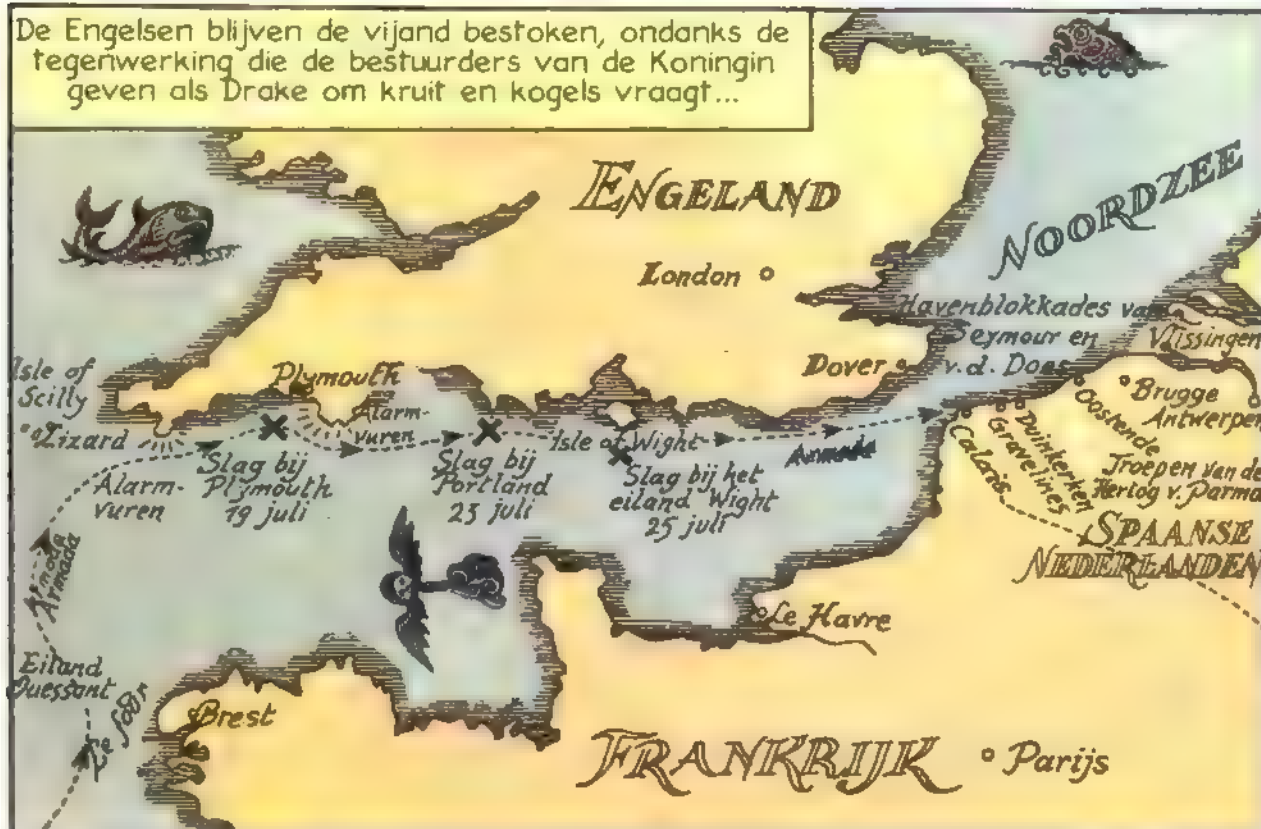 De Engelsen blijven de vijand bestoken, ondanks de
tegenwerking die de bestuurders van de Koningin
geven als Drake om kruit en kogels vraagt...
ENGELAND
NOORDZEE
London
Havenblokkades van
Seymour en
v.d. Does
Vlissingen
Dover
Isle of
Scilly
Lizard
Plymouth
Alarm-
vuren
Isle of Wight
Armada
Brugge
Antwerpen
Oostende
Duinkerken
Gravelines
Calais
Troepen van de
Hertog v. Parma
SPAANSE
NEDERLANDEN
Alarm-
vuren
Slag bij
Plymouth
19 juli
Slag bij
Portland
23 juli
Slag bij het
eiland Wight
25 juli
Armada
Armada
Le Havre
Eiland
Ouessant
Brest
FRANKRIJK
Parijs